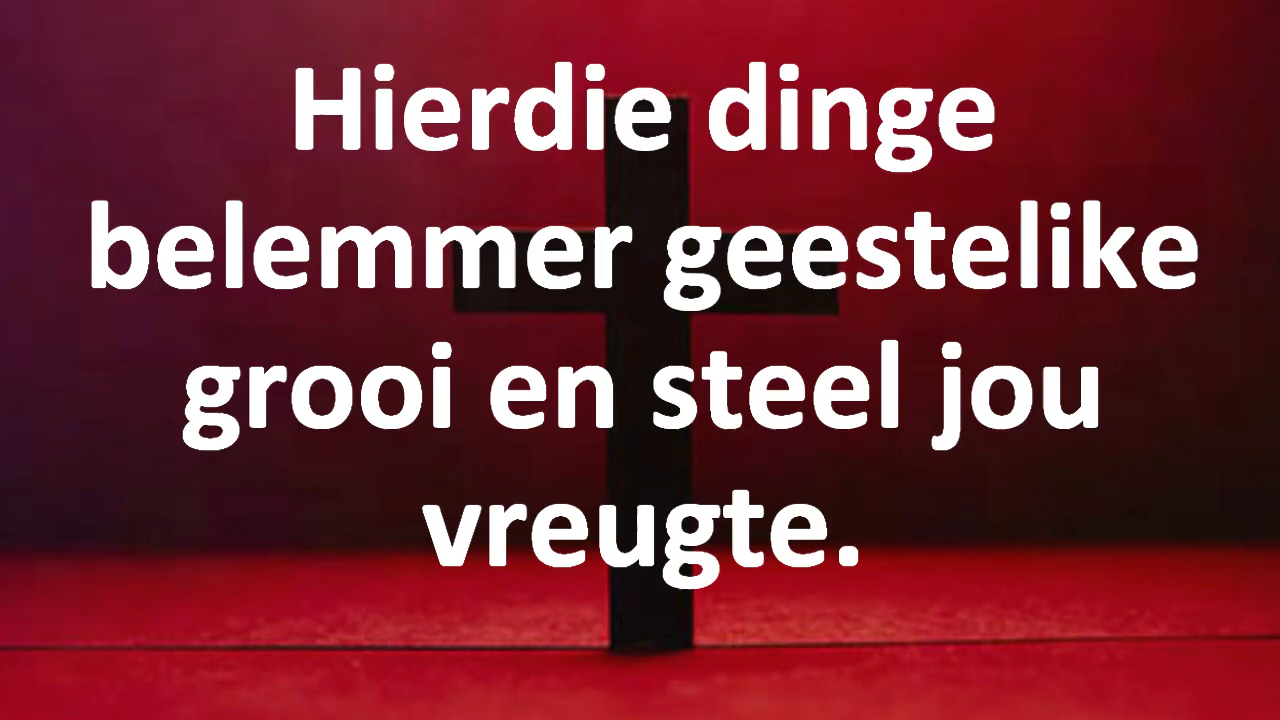 Hierdie dinge
belemmer geestelike
grooi en steel jou
vreugte.